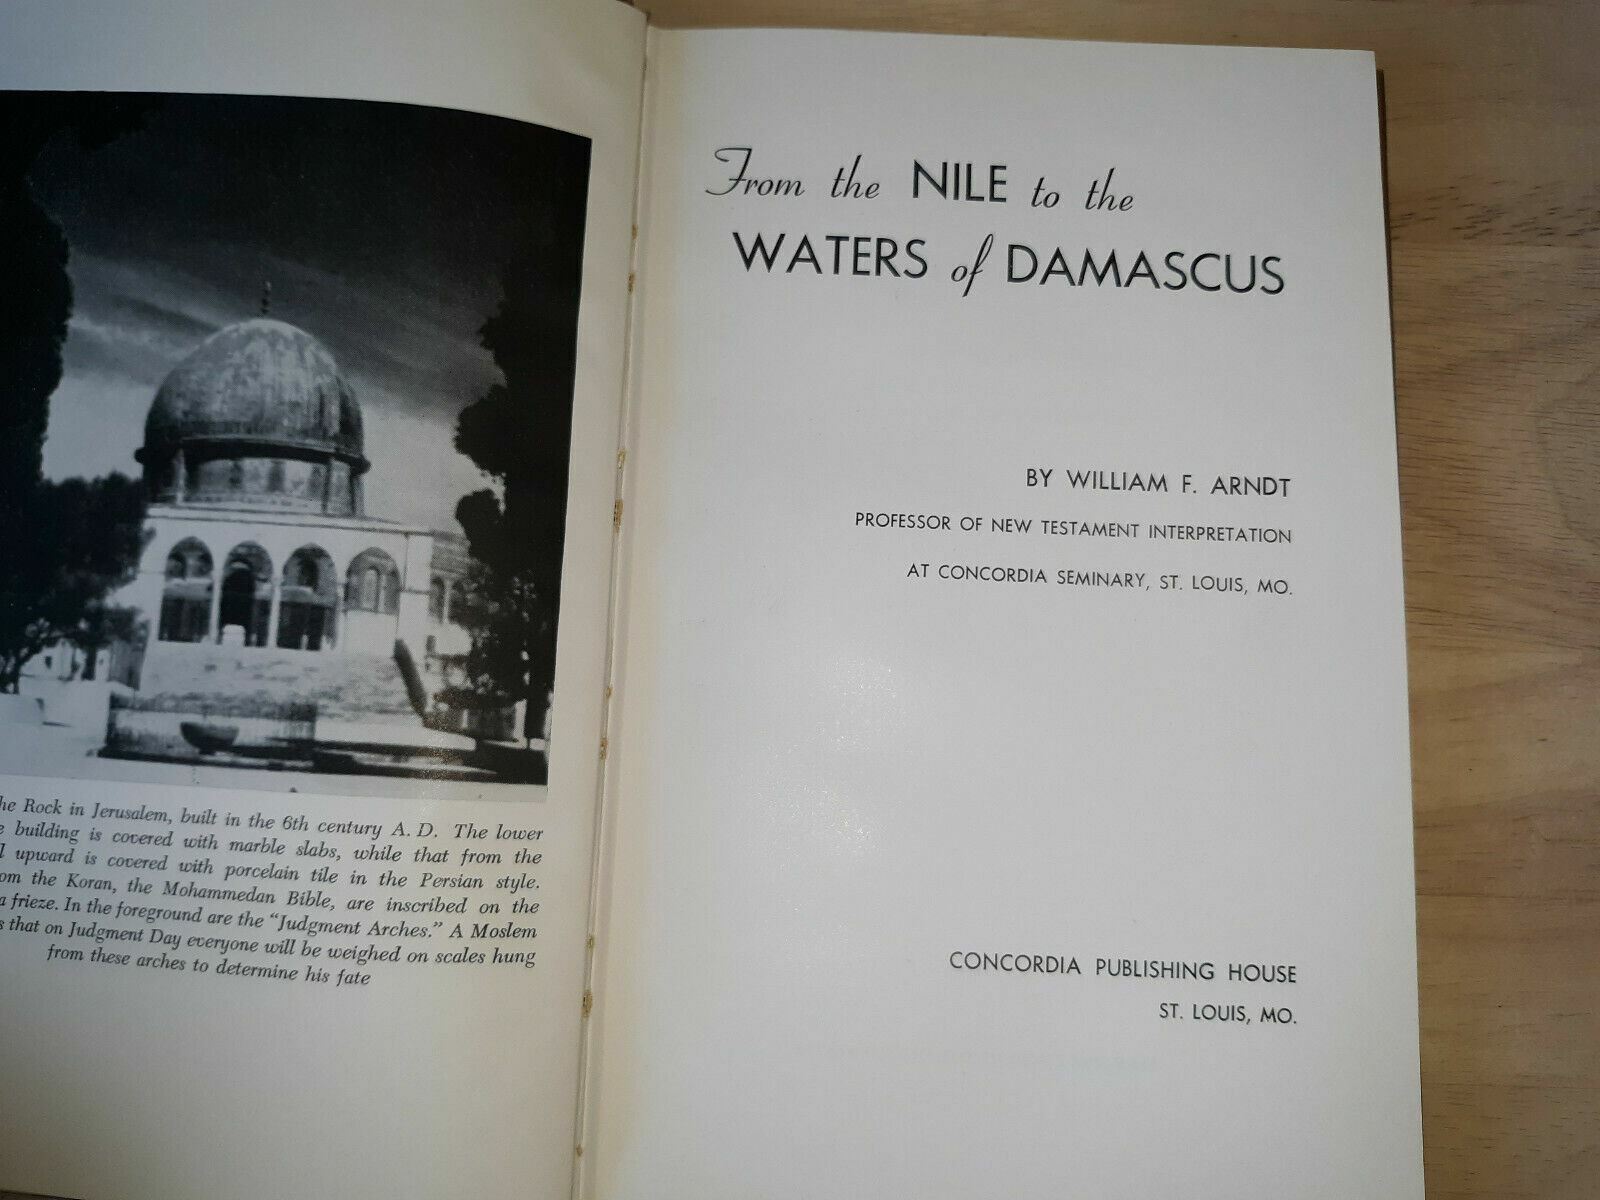 he Rock in Jerusalem, built in the 6th century A. D. The lower
e building is covered with marble slabs, while that from the
l upward is covered with porcelain tile in the Persian style.
om the Koran, the Mohammedan Bible, are inscribed on the
a frieze. In the foreground are the "Judgment Arches." A Moslem
s that on Judgment Day everyone will be weighed on scales hung
from these arches to determine his fate
From the NILE to the
WATERS of DAMASCUS
BY WILLIAM F. ARNDT
PROFESSOR OF NEW TESTAMENT INTERPRETATION
AT CONCORDIA SEMINARY, ST. LOUIS, MO.
CONCORDIA PUBLISHING HOUSE
ST. LOUIS, MO.